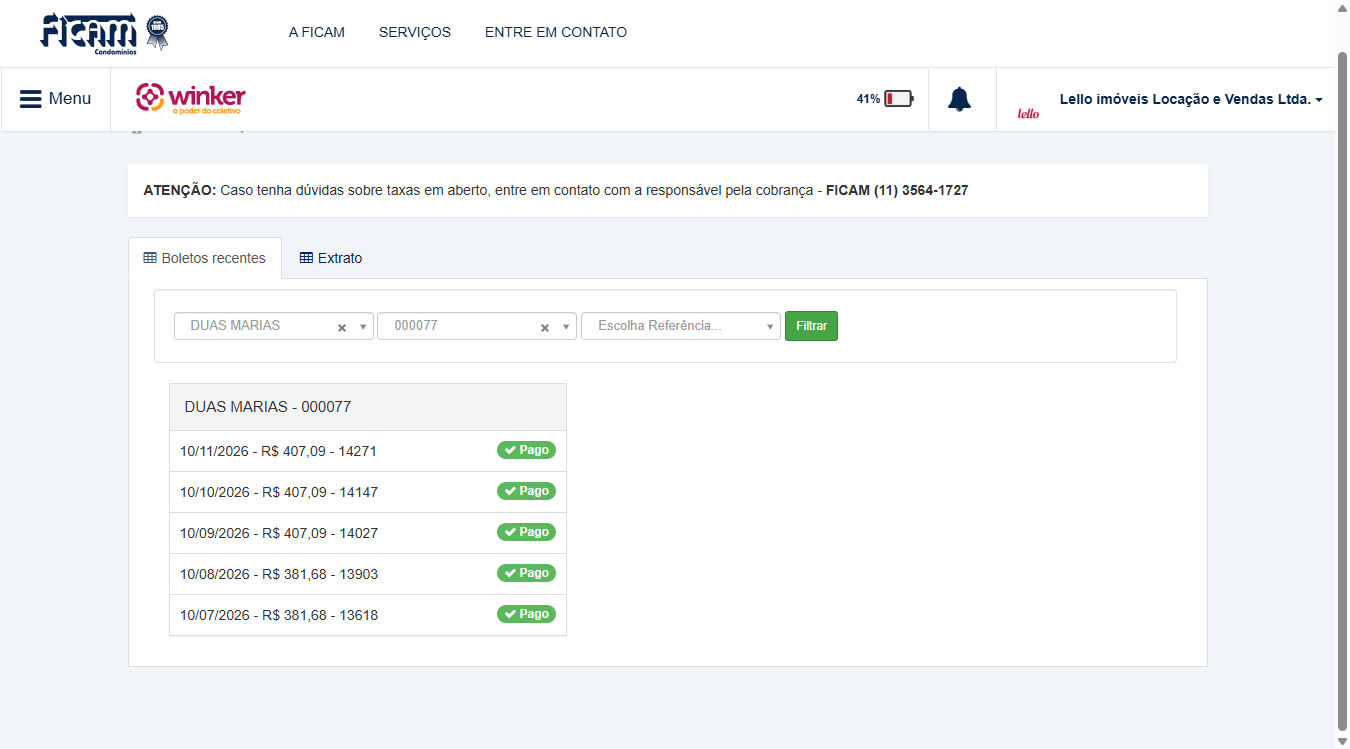 FICAM
Condomínios
1985
A FICAM
SERVIÇOS
ENTRE EM CONTATO
Menu
winker
o poder do coletivo
41%
lello
Lello imóveis Locação e Vendas Ltda.
ATENÇÃO: Caso tenha dúvidas sobre taxas em aberto, entre em contato com a responsável pela cobrança - FICAM (11) 3564-1727
Boletos recentes
Extrato
DUAS MARIAS
000077
Escolha Referência...
Filtrar
DUAS MARIAS - 000077
10/11/2026 - R$ 407,09 - 14271 Pago
10/10/2026 - R$ 407,09 - 14147 Pago
10/09/2026 - R$ 407,09 - 14027 Pago
10/08/2026 - R$ 381,68 - 13903 Pago
10/07/2026 - R$ 381,68 - 13618 Pago